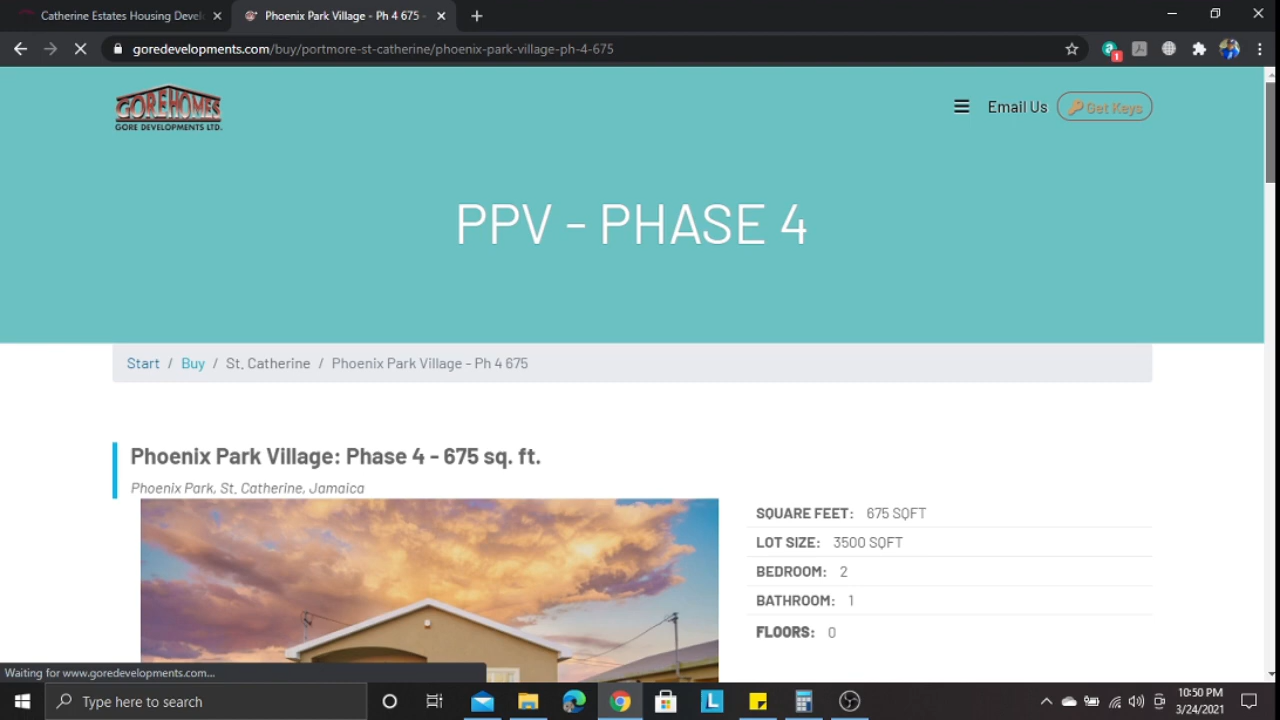 Catherine Estates Housing Devel
Phoenix Park Village - Ph 4 675 -
goredevelopments.com/buy/portmore-st-catherine/phoenix-park-village-ph-4-675
1
GOREHOMES
GORE DEVELOPMENTS LTD.
Email Us
Get Keys
PPV - PHASE 4
Start / Buy / St. Catherine / Phoenix Park Village - Ph 4 675
Phoenix Park Village: Phase 4 - 675 sq. ft.
Phoenix Park, St. Catherine, Jamaica
SQUARE FEET: 675 SQFT
LOT SIZE: 3500 SQFT
BEDROOM: 2
BATHROOM: 1
FLOORS: 0
Waiting for www.goredevelopments.com...
Type here to search
L
10:50 PM
3/24/2021